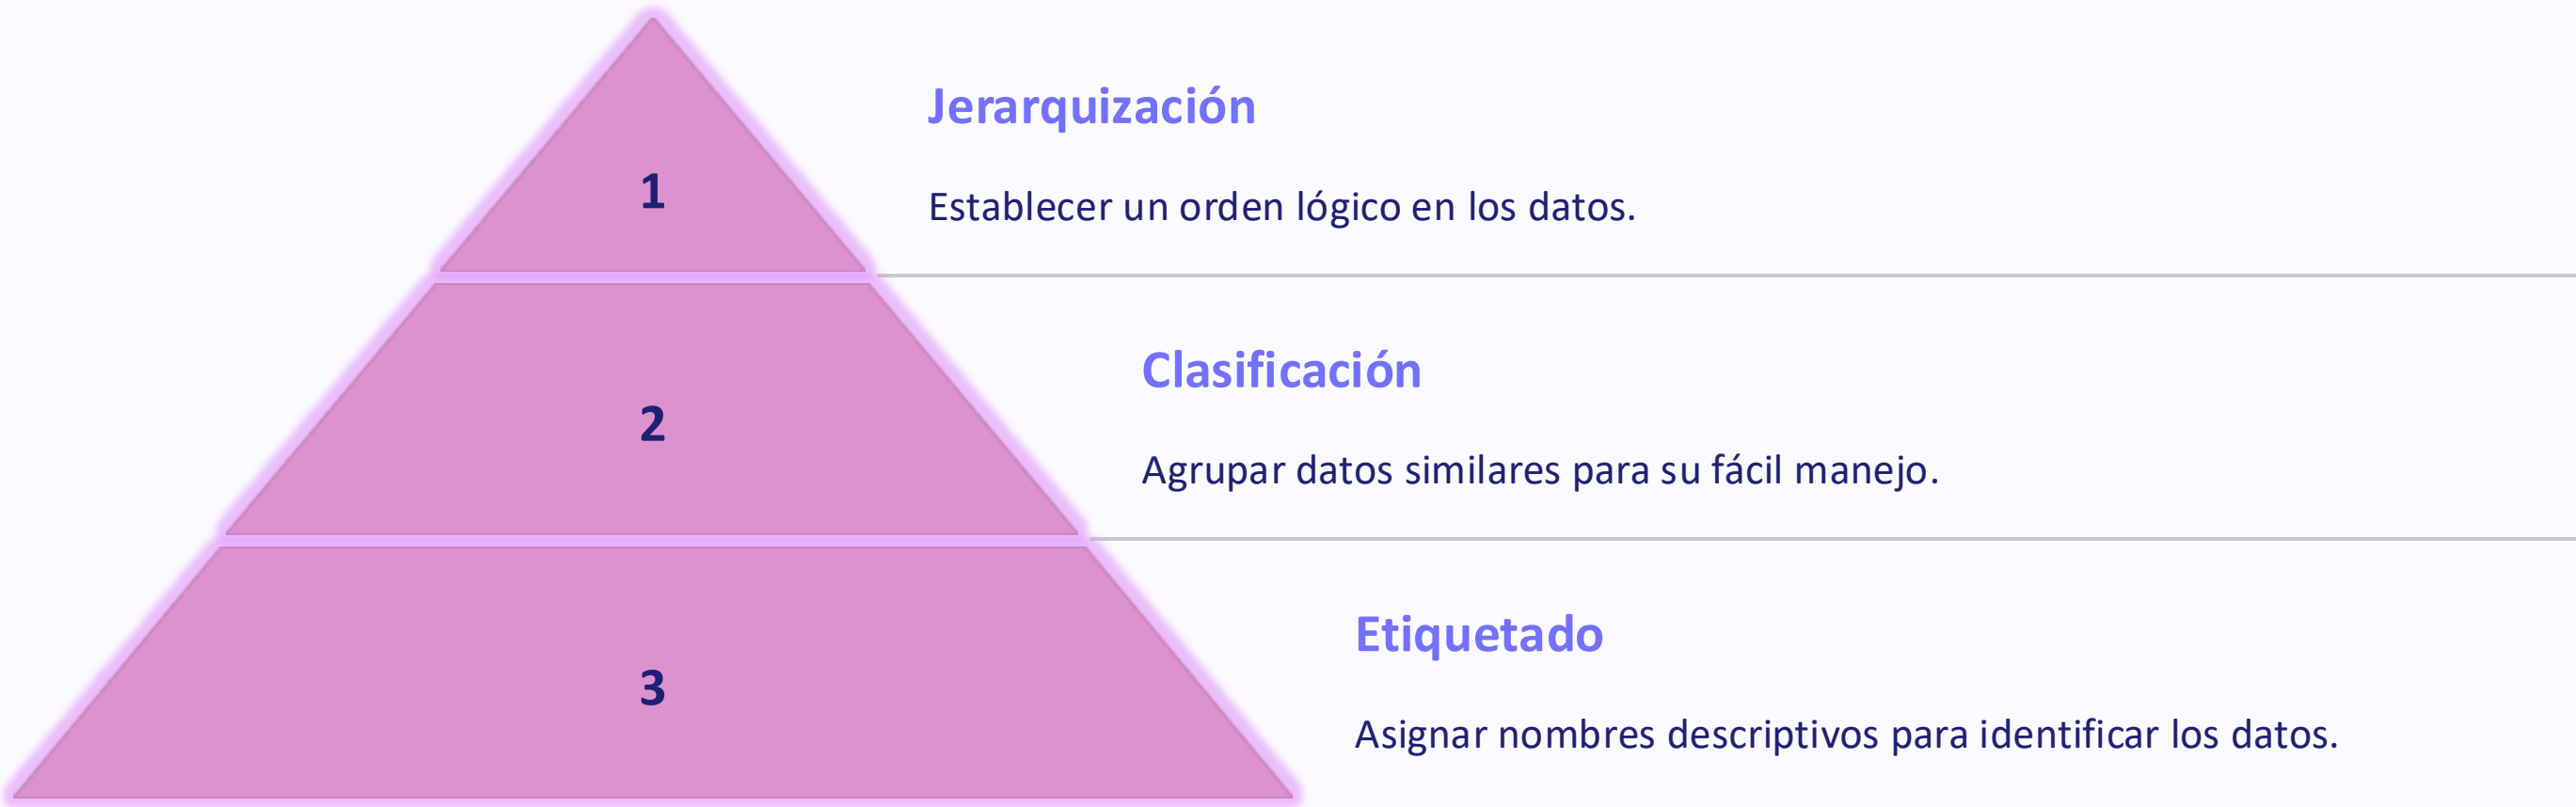 1
Jerarquización
Establecer un orden lógico en los datos.
2
Clasificación
Agrupar datos similares para su fácil manejo.
3
Etiquetado
Asignar nombres descriptivos para identificar los datos.